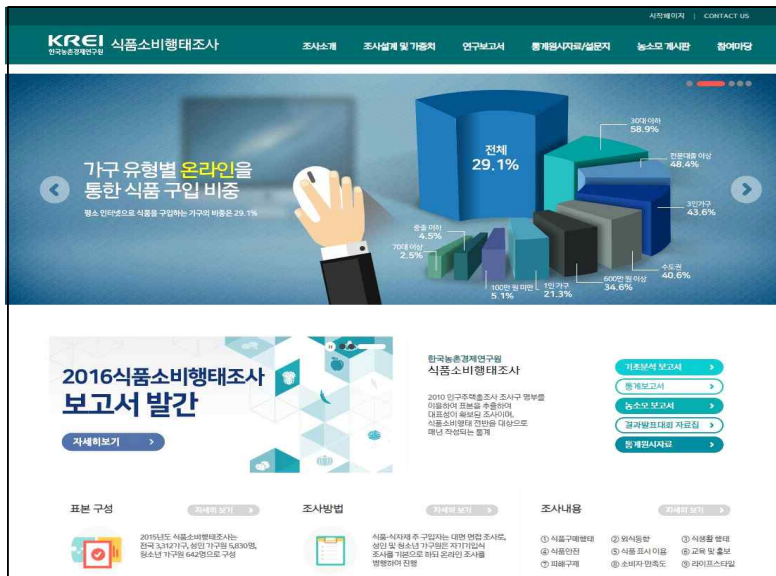 시작페이지 | CONTACT US
KREI 한국농촌경제연구원 식품소비행태조사
조사소개 조사설계 및 가중치 연구보고서 통계원시자료/설문지 농소모 게시판 참여마당
가구 유형별 온라인을
통한 식품 구입 비중
평소 인터넷으로 식품을 구입하는 가구의 비중은 29.1%
전체
29.1%
30대 이하
58.9%
전문대졸 이상
48.4%
3인가구
43.6%
수도권
40.6%
600만 원 이상
34.6%
1인 가구
21.3%
100만 원 미만
5.1%
중졸 이하
4.5%
70대 이상
2.5%
2016식품소비행태조사
보고서 발간
자세히보기 >
한국농촌경제연구원
식품소비행태조사
2010 인구주택총조사 조사구 명부를
이용하여 표본을 추출하여
대표성이 확보된 조사이며,
식품소비행태 전반을 대상으로
매년 작성되는 통계
기초분석 보고서 >
통계보고서 >
농소모 보고서 >
결과발표대회 자료집 >
통계원시자료 >
표본 구성
자세히 보기 >
2015년도 식품소비행태조사는
전국 3,312가구, 성인 가구원 5,830명,
청소년 가구원 642명으로 구성
조사방법
자세히 보기 >
식품·식자재 주 구입자는 대면 면접 조사로,
성인 및 청소년 가구원은 자기기입식
조사를 기본으로 하되 온라인 조사를
병행하여 진행
조사내용
자세히 보기 >
① 식품구매행태 ② 외식동향 ③ 식생활 행태
④ 식품안전 ⑤ 식품 표시 이용 ⑥ 교육 및 홍보
⑦ 피해구제 ⑧ 소비자 만족도 ⑨ 라이프스타일